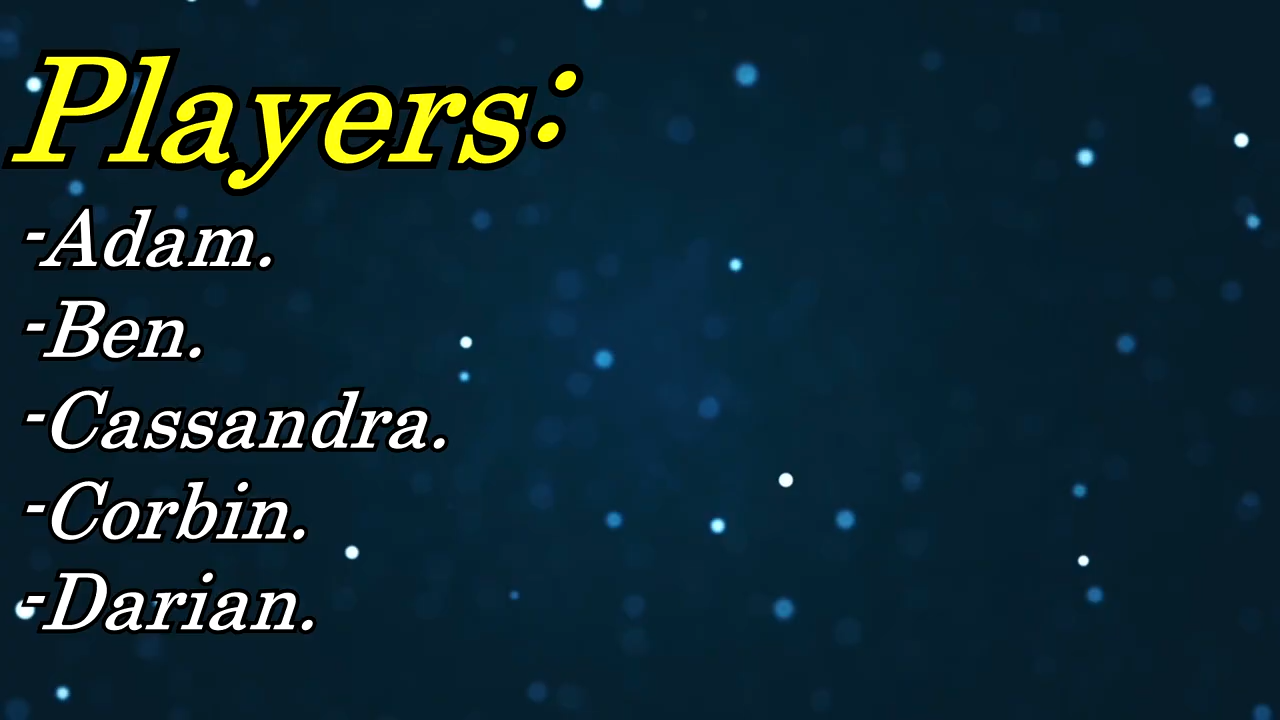 Players:
-Adam.
-Ben.
-Cassandra.
-Corbin.
-Darian.